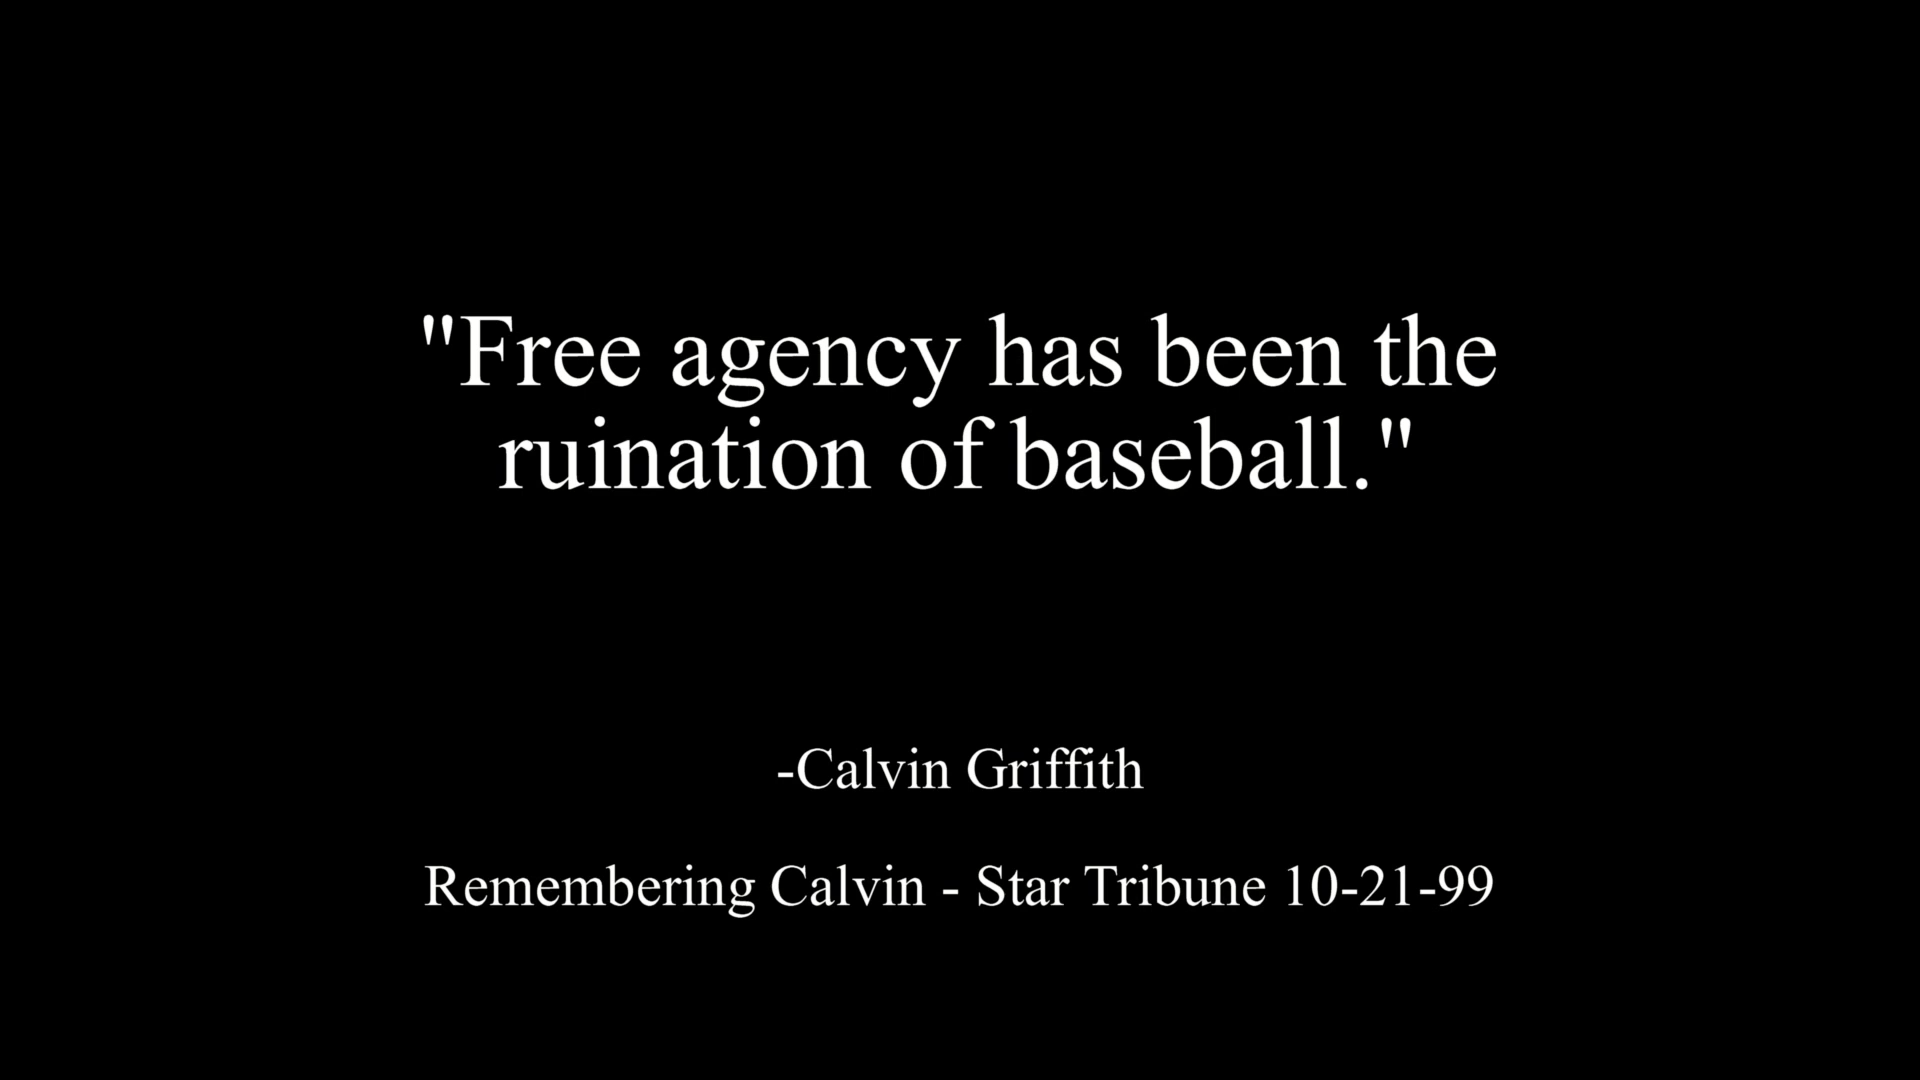 "Free agency has been the
ruination of baseball."
-Calvin Griffith
Remembering Calvin - Star Tribune 10-21-99